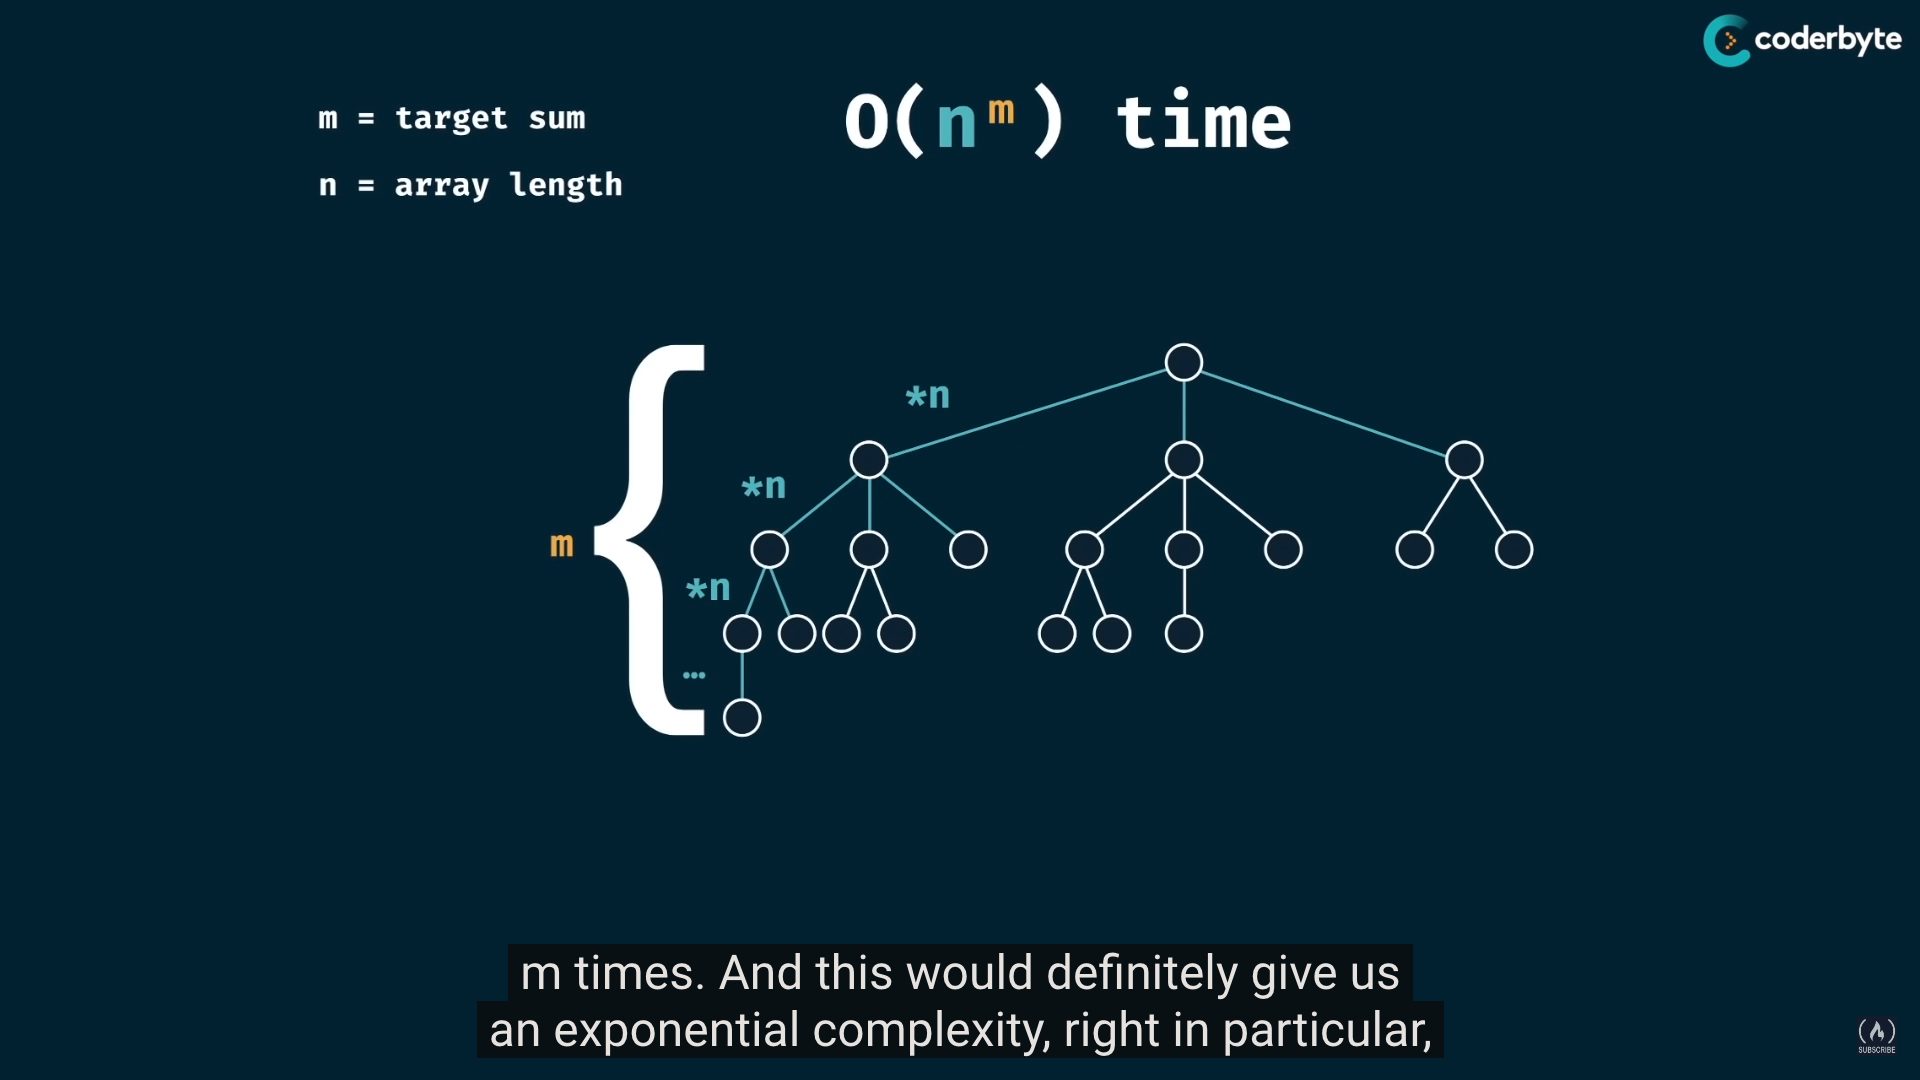 coderbyte
m = target sum
O(nᵐ) time
n = array length
*n
*n
m
*n
...
m times. And this would definitely give us
an exponential complexity, right in particular,
SUBSCRIBE